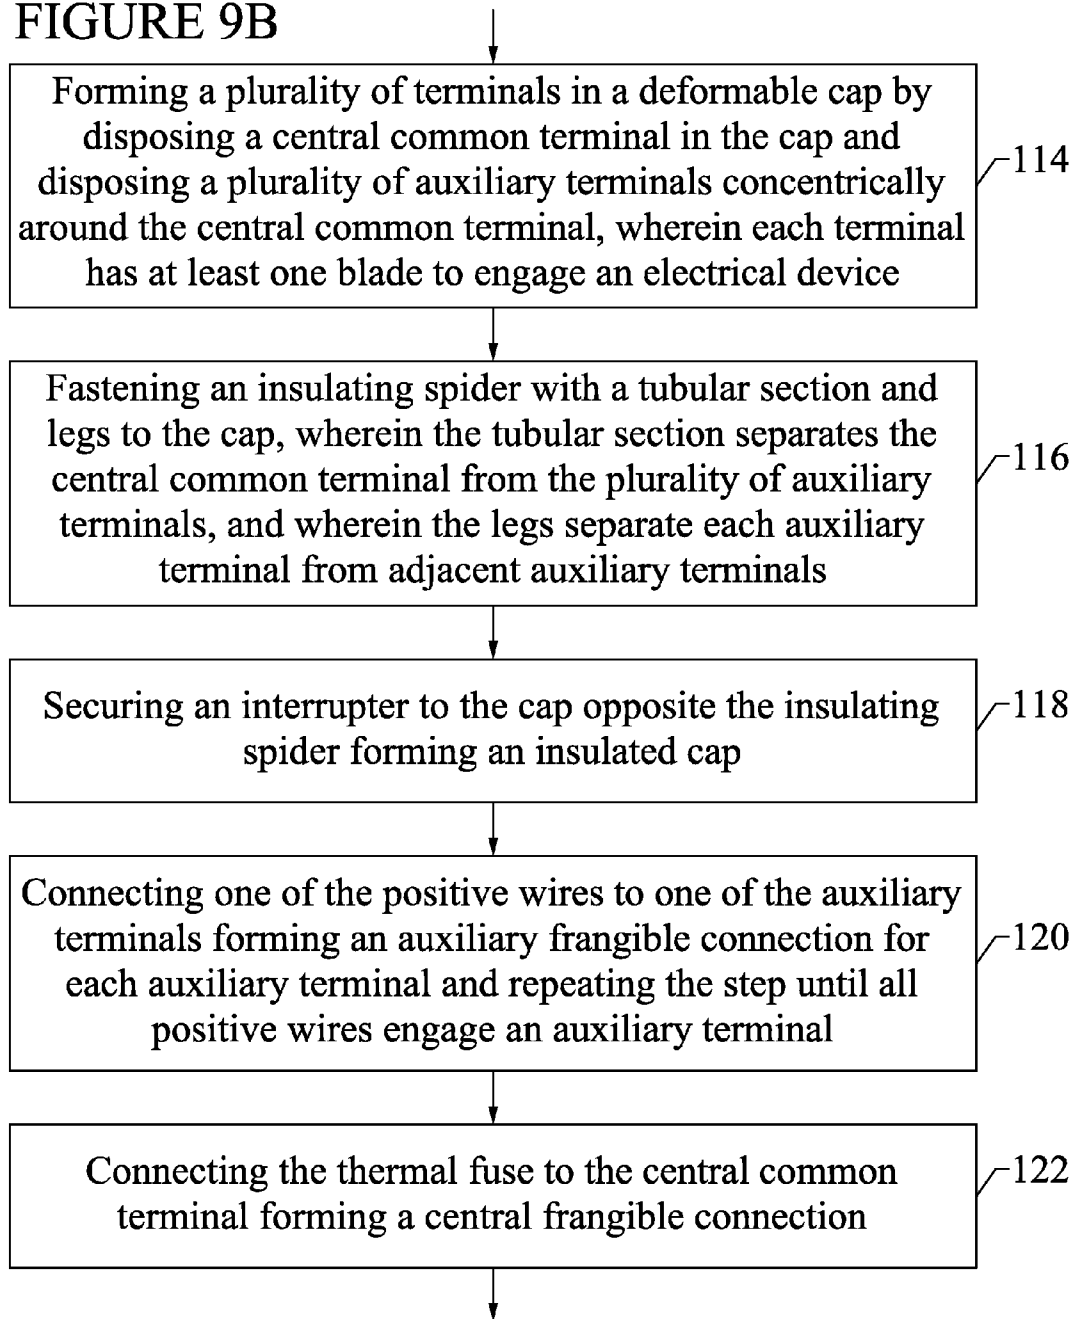 FIGURE 9B
Forming a plurality of terminals in a deformable cap by
disposing a central common terminal in the cap and
disposing a plurality of auxiliary terminals concentrically
around the central common terminal, wherein each terminal
has at least one blade to engage an electrical device
114
Fastening an insulating spider with a tubular section and
legs to the cap, wherein the tubular section separates the
central common terminal from the plurality of auxiliary
terminals, and wherein the legs separate each auxiliary
terminal from adjacent auxiliary terminals
116
Securing an interrupter to the cap opposite the insulating
spider forming an insulated cap
118
Connecting one of the positive wires to one of the auxiliary
terminals forming an auxiliary frangible connection for
each auxiliary terminal and repeating the step until all
positive wires engage an auxiliary terminal
120
Connecting the thermal fuse to the central common
terminal forming a central frangible connection
122